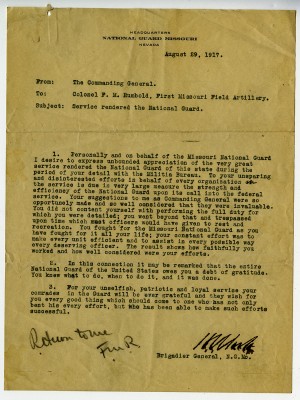 HEADQUARTERS
NATIONAL GUARD MISSOURI
NEVADA
August 29, 1917.
From: The Commanding General.
To: Colonel F. M. Rumbold, First Missouri Field Artillery.
Subject: Service rendered the National Guard.
1. Personally and on behalf of the Missouri National Guard
I desire to express unbounded appreciation of the very great
service rendered the National Guard of this state during the
period of your detail with the Militia Bureau. To your unsparing
and disinterested efforts in behalf of every organization
the service is due in very large measure the strength and
efficiency of the National Guard upon its call into the federal
service. Your suggestions to me as Commanding General were so
opportunely made and so well considered that they were invaluable.
You did not content yourself with performing the full duty for
which you were detailed; you went beyond that and trespassed
upon time which most officers would have given to rest and
recreation. You fought for the Missouri National Guard as you
have fought for it all your life; your constant effort was to
make every unit efficient and to assist in every possible way
every deserving officer. The result shows how faithfully you
worked and how well considered were your efforts.
2. In this connection it may be remarked that the entire
National Guard of the United States owes you a debt of gratitude.
You knew what to do, when to do it, and it was done.
3. For your unselfish, patriotic and loyal service your
comrades in the Guard will be ever grateful and they wish for
you every good thing which should come to one who has not only
bent his every effort, but who has been able to make such efforts
successful.
Return to me
FMR
Brigadier General, N.G.Mo.